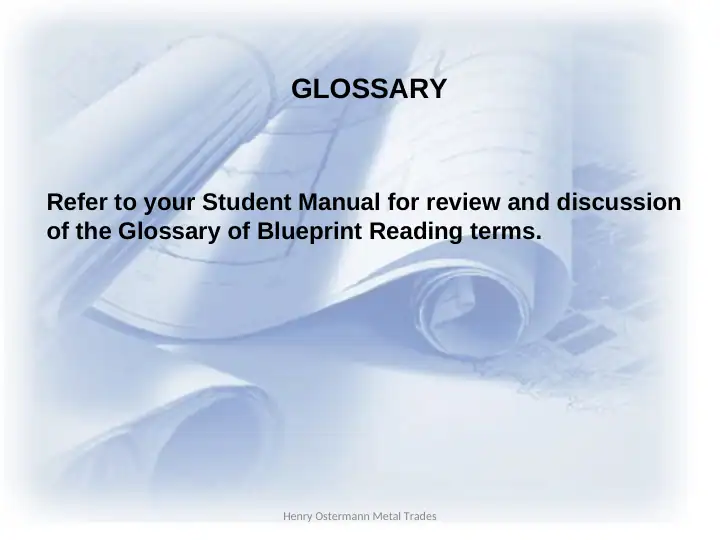 GLOSSARY
Refer to your Student Manual for review and discussion
of the Glossary of Blueprint Reading terms.
Henry Ostermann Metal Trades